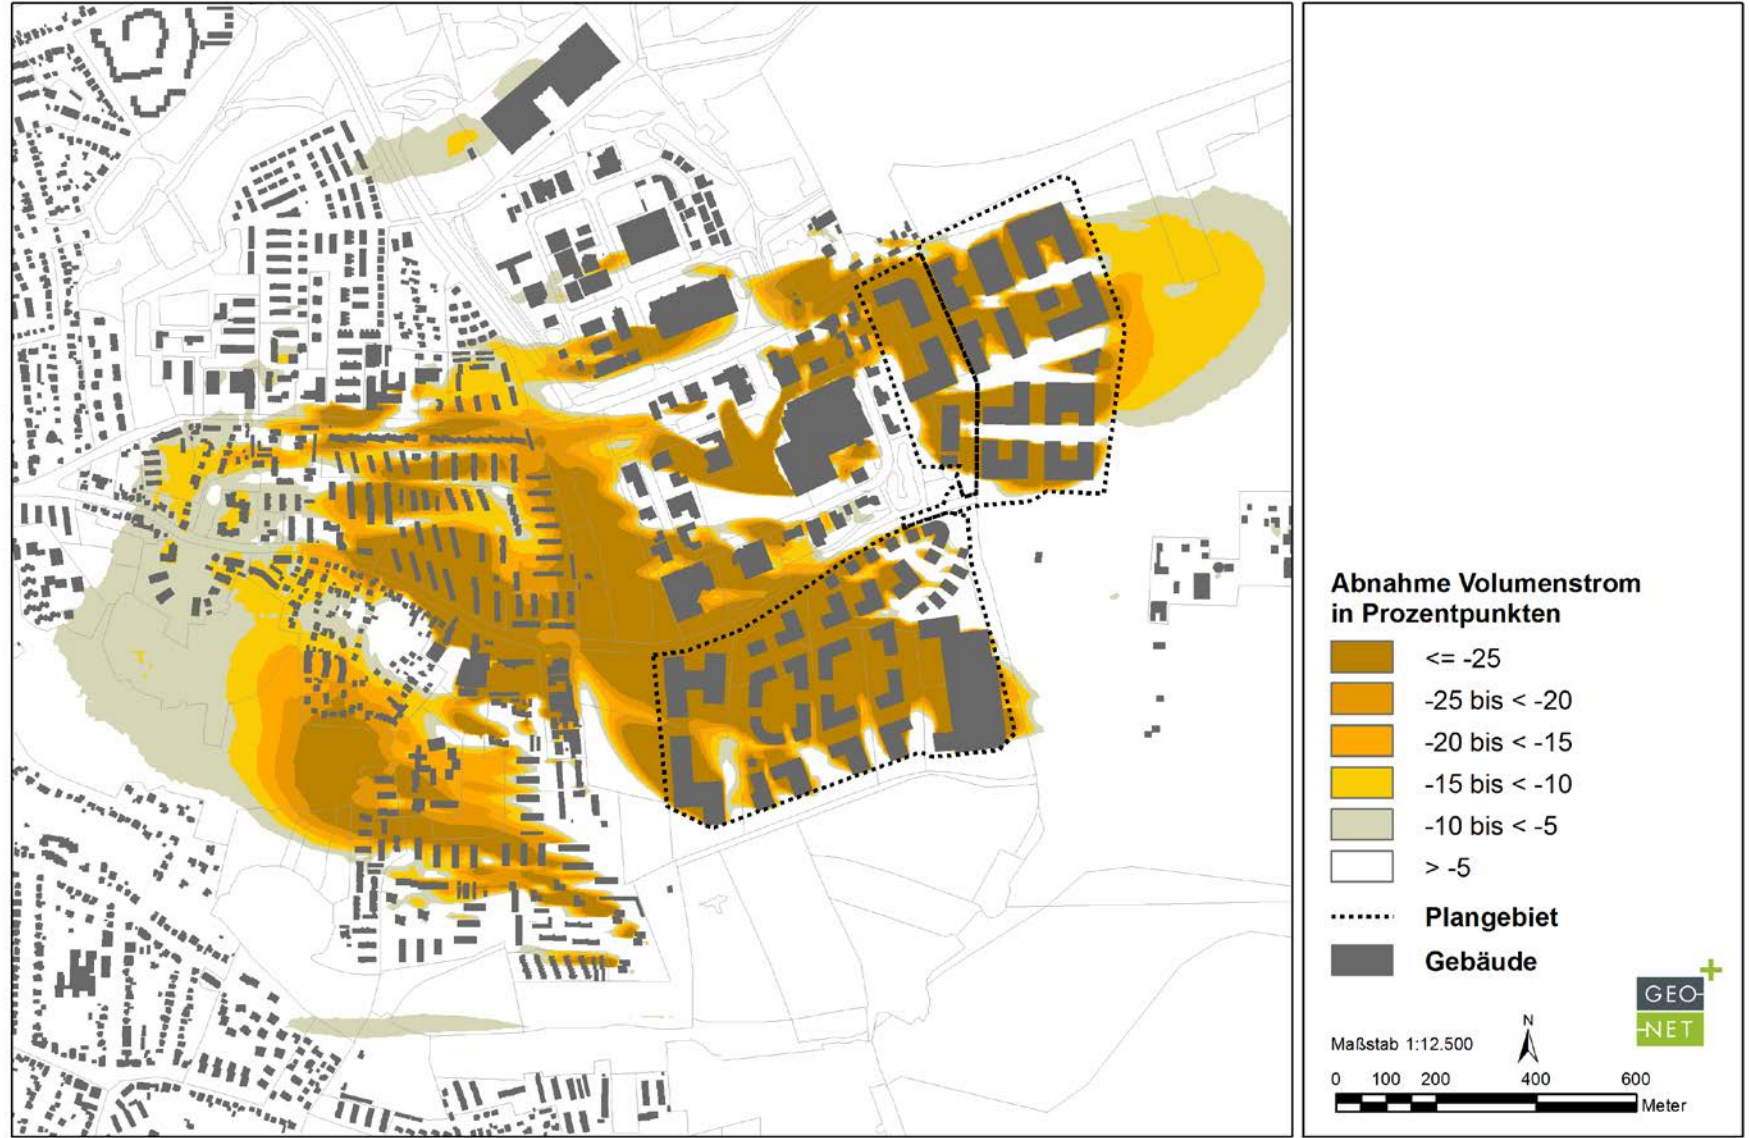 Abnahme Volumenstrom
in Prozentpunkten
<= -25
-25 bis < -20
-20 bis < -15
-15 bis < -10
-10 bis < -5
> -5
Plangebiet
Gebäude
GEO-
-NET
N
Maßstab 1:12.500
0 100 200 400 600
Meter